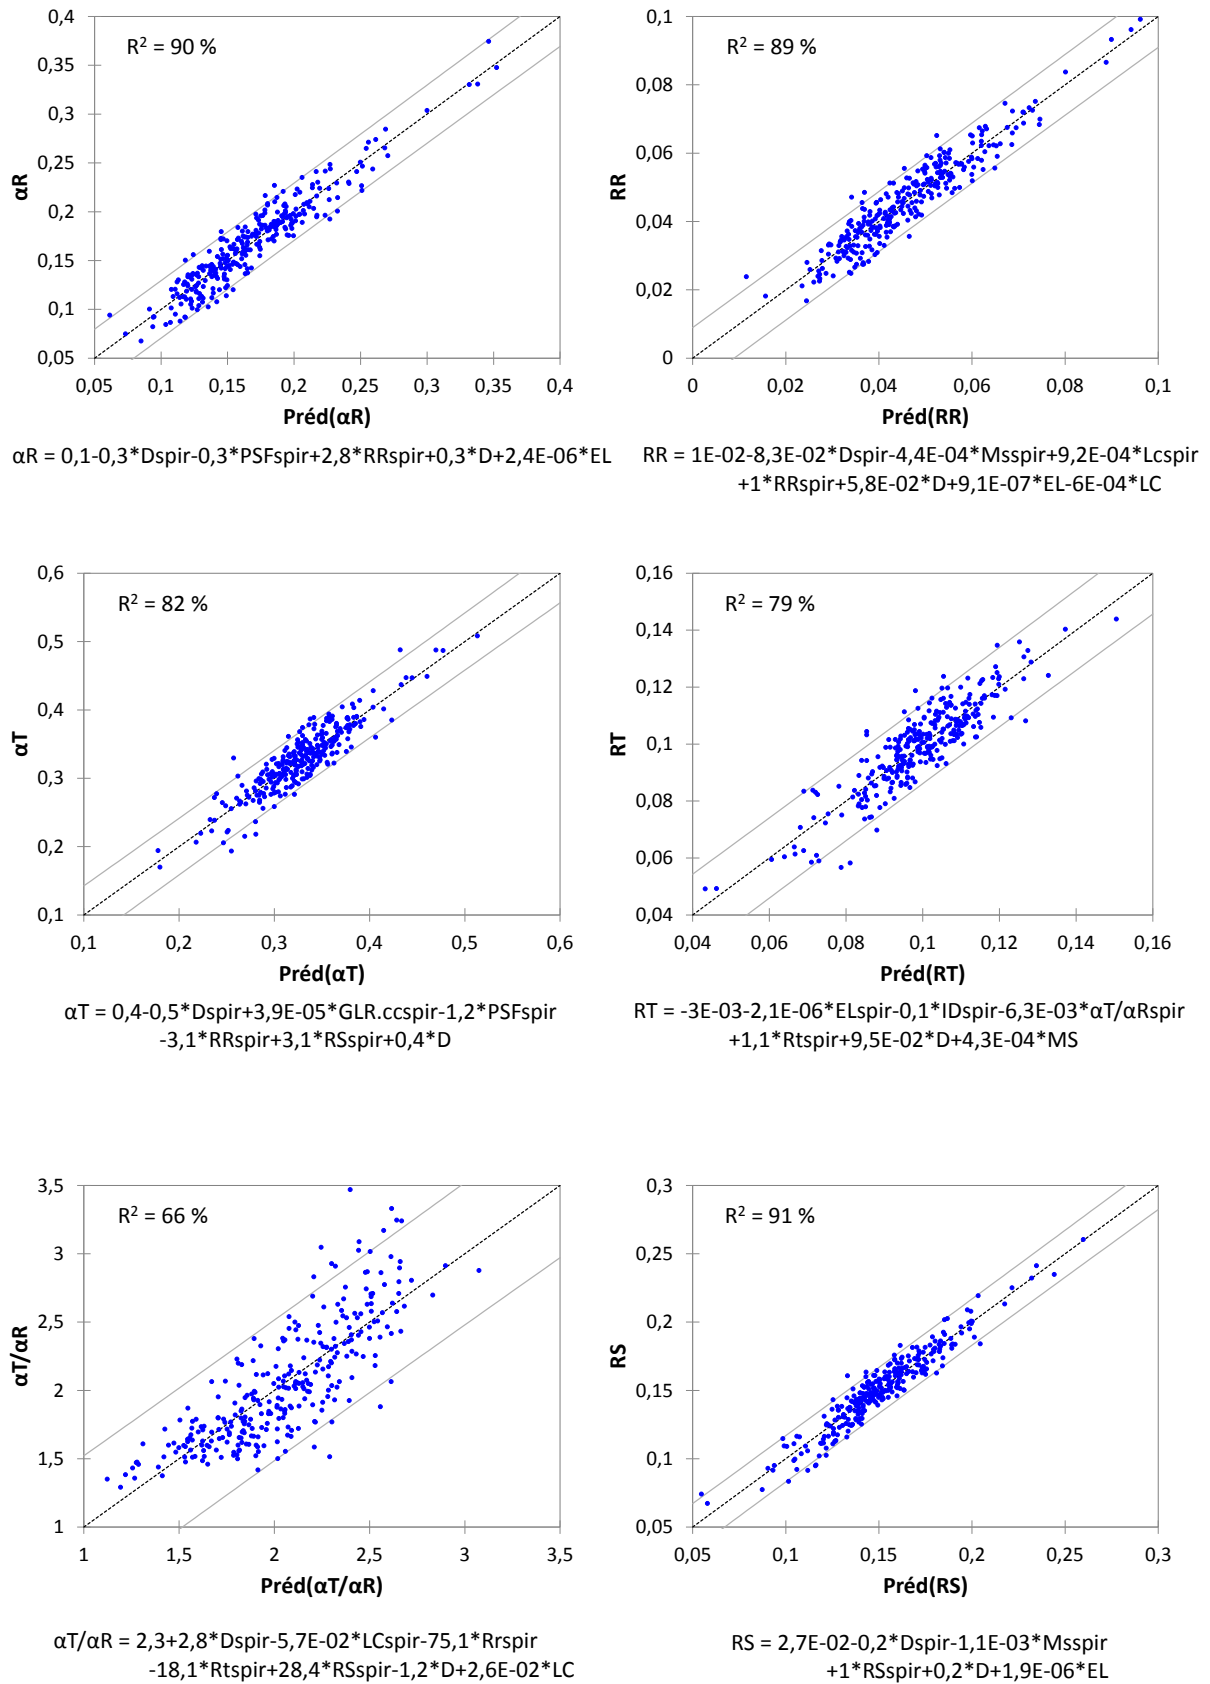 R² = 90 %
0,4
0,35
0,3
0,25
0,2
0,15
0,1
0,05
αR
0,05 0,1 0,15 0,2 0,25 0,3 0,35 0,4
Préd(αR)
αR = 0,1-0,3*Dspir-0,3*PSFspir+2,8*RRspir+0,3*D+2,4E-06*EL
R² = 89 %
0,1
0,08
0,06
0,04
0,02
0
RR
0 0,02 0,04 0,06 0,08 0,1
Préd(RR)
RR = 1E-02-8,3E-02*Dspir-4,4E-04*Msspir+9,2E-04*Lcspir
+1*RRspir+5,8E-02*D+9,1E-07*EL-6E-04*LC
R² = 82 %
0,6
0,5
0,4
0,3
0,2
0,1
αT
0,1 0,2 0,3 0,4 0,5 0,6
Préd(αT)
αT = 0,4-0,5*Dspir+3,9E-05*GLR.ccspir-1,2*PSFspir
-3,1*RRspir+3,1*RSspir+0,4*D
R² = 79 %
0,16
0,14
0,12
0,1
0,08
0,06
0,04
RT
0,04 0,06 0,08 0,1 0,12 0,14 0,16
Préd(RT)
RT = -3E-03-2,1E-06*ELspir-0,1*IDspir-6,3E-03*αT/αRspir
+1,1*Rtspir+9,5E-02*D+4,3E-04*MS
R² = 66 %
3,5
3
2,5
2
1,5
1
αT/αR
1 1,5 2 2,5 3 3,5
Préd(αT/αR)
αT/αR = 2,3+2,8*Dspir-5,7E-02*LCspir-75,1*Rrspir
-18,1*Rtspir+28,4*RSspir-1,2*D+2,6E-02*LC
R² = 91 %
0,3
0,25
0,2
0,15
0,1
0,05
RS
0,05 0,1 0,15 0,2 0,25 0,3
Préd(RS)
RS = 2,7E-02-0,2*Dspir-1,1E-03*Msspir
+1*RSspir+0,2*D+1,9E-06*EL